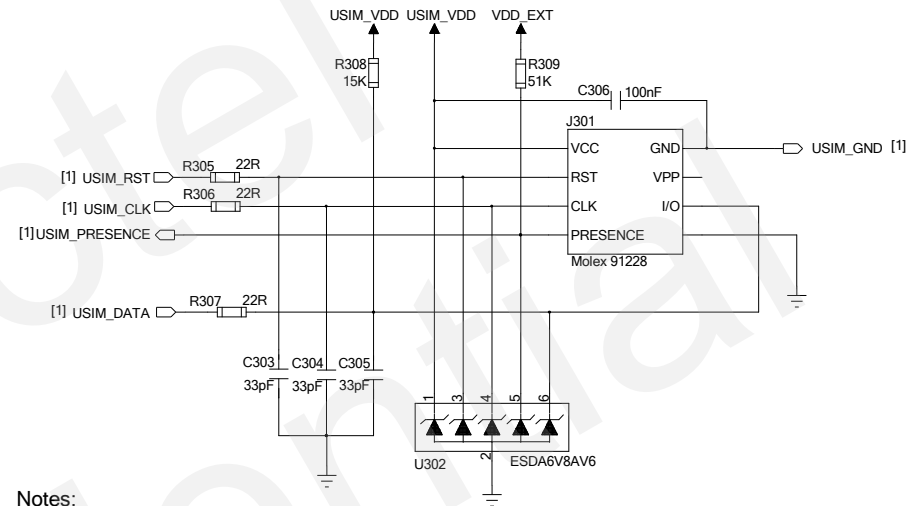 USIM_VDD USIM_VDD VDD_EXT
R308
15K
R309
51K
C306 100nF
J301
VCC GND
USIM_GND [1]
RST VPP
CLK I/O
PRESENCE
Molex 91228
[1] USIM_RST R305 22R
[1] USIM_CLK R306 22R
[1] USIM_PRESENCE
[1] USIM_DATA R307 22R
C303 C304 C305
33pF 33pF 33pF
1 3 4 5 6
2
U302 ESDA6V8AV6
Notes: